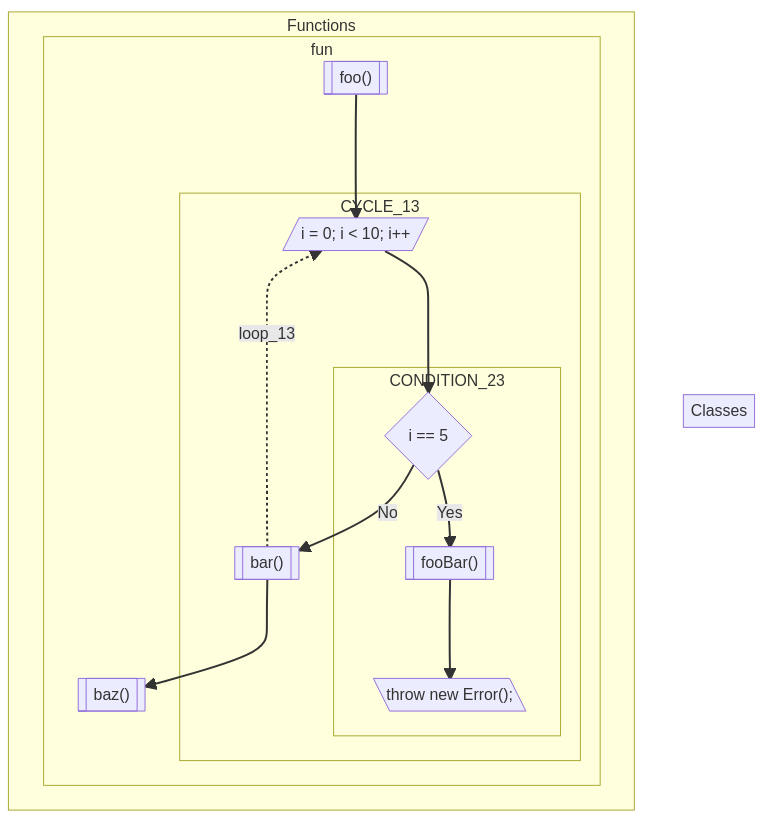 Functions
fun
foo()
CYCLE_13
i = 0; i < 10; i++
loop_13
CONDITION_23
Classes
i == 5
No
Yes
bar()
fooBar()
baz()
throw new Error();